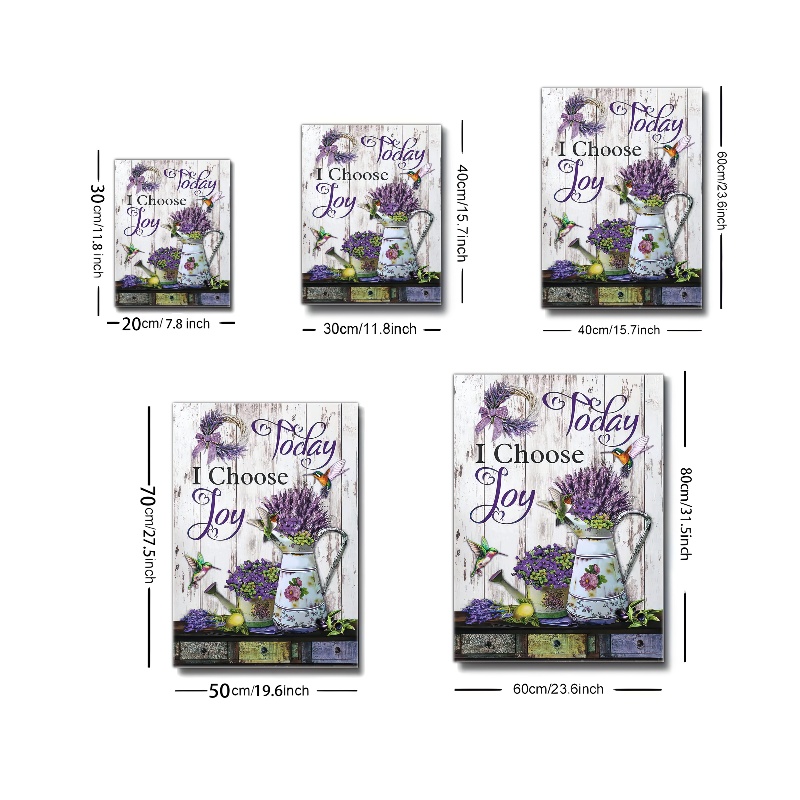 Today
I Choose
Joy
30cm/11.8 inch
20cm/ 7.8 inch
Today
I Choose
Joy
40cm/15.7inch
30cm/11.8inch
Today
I Choose
Joy
60cm/23.6inch
40cm/15.7inch
Today
I Choose
Joy
70cm/27.5inch
50cm/19.6inch
Today
I Choose
Joy
80cm/31.5inch
60cm/23.6inch